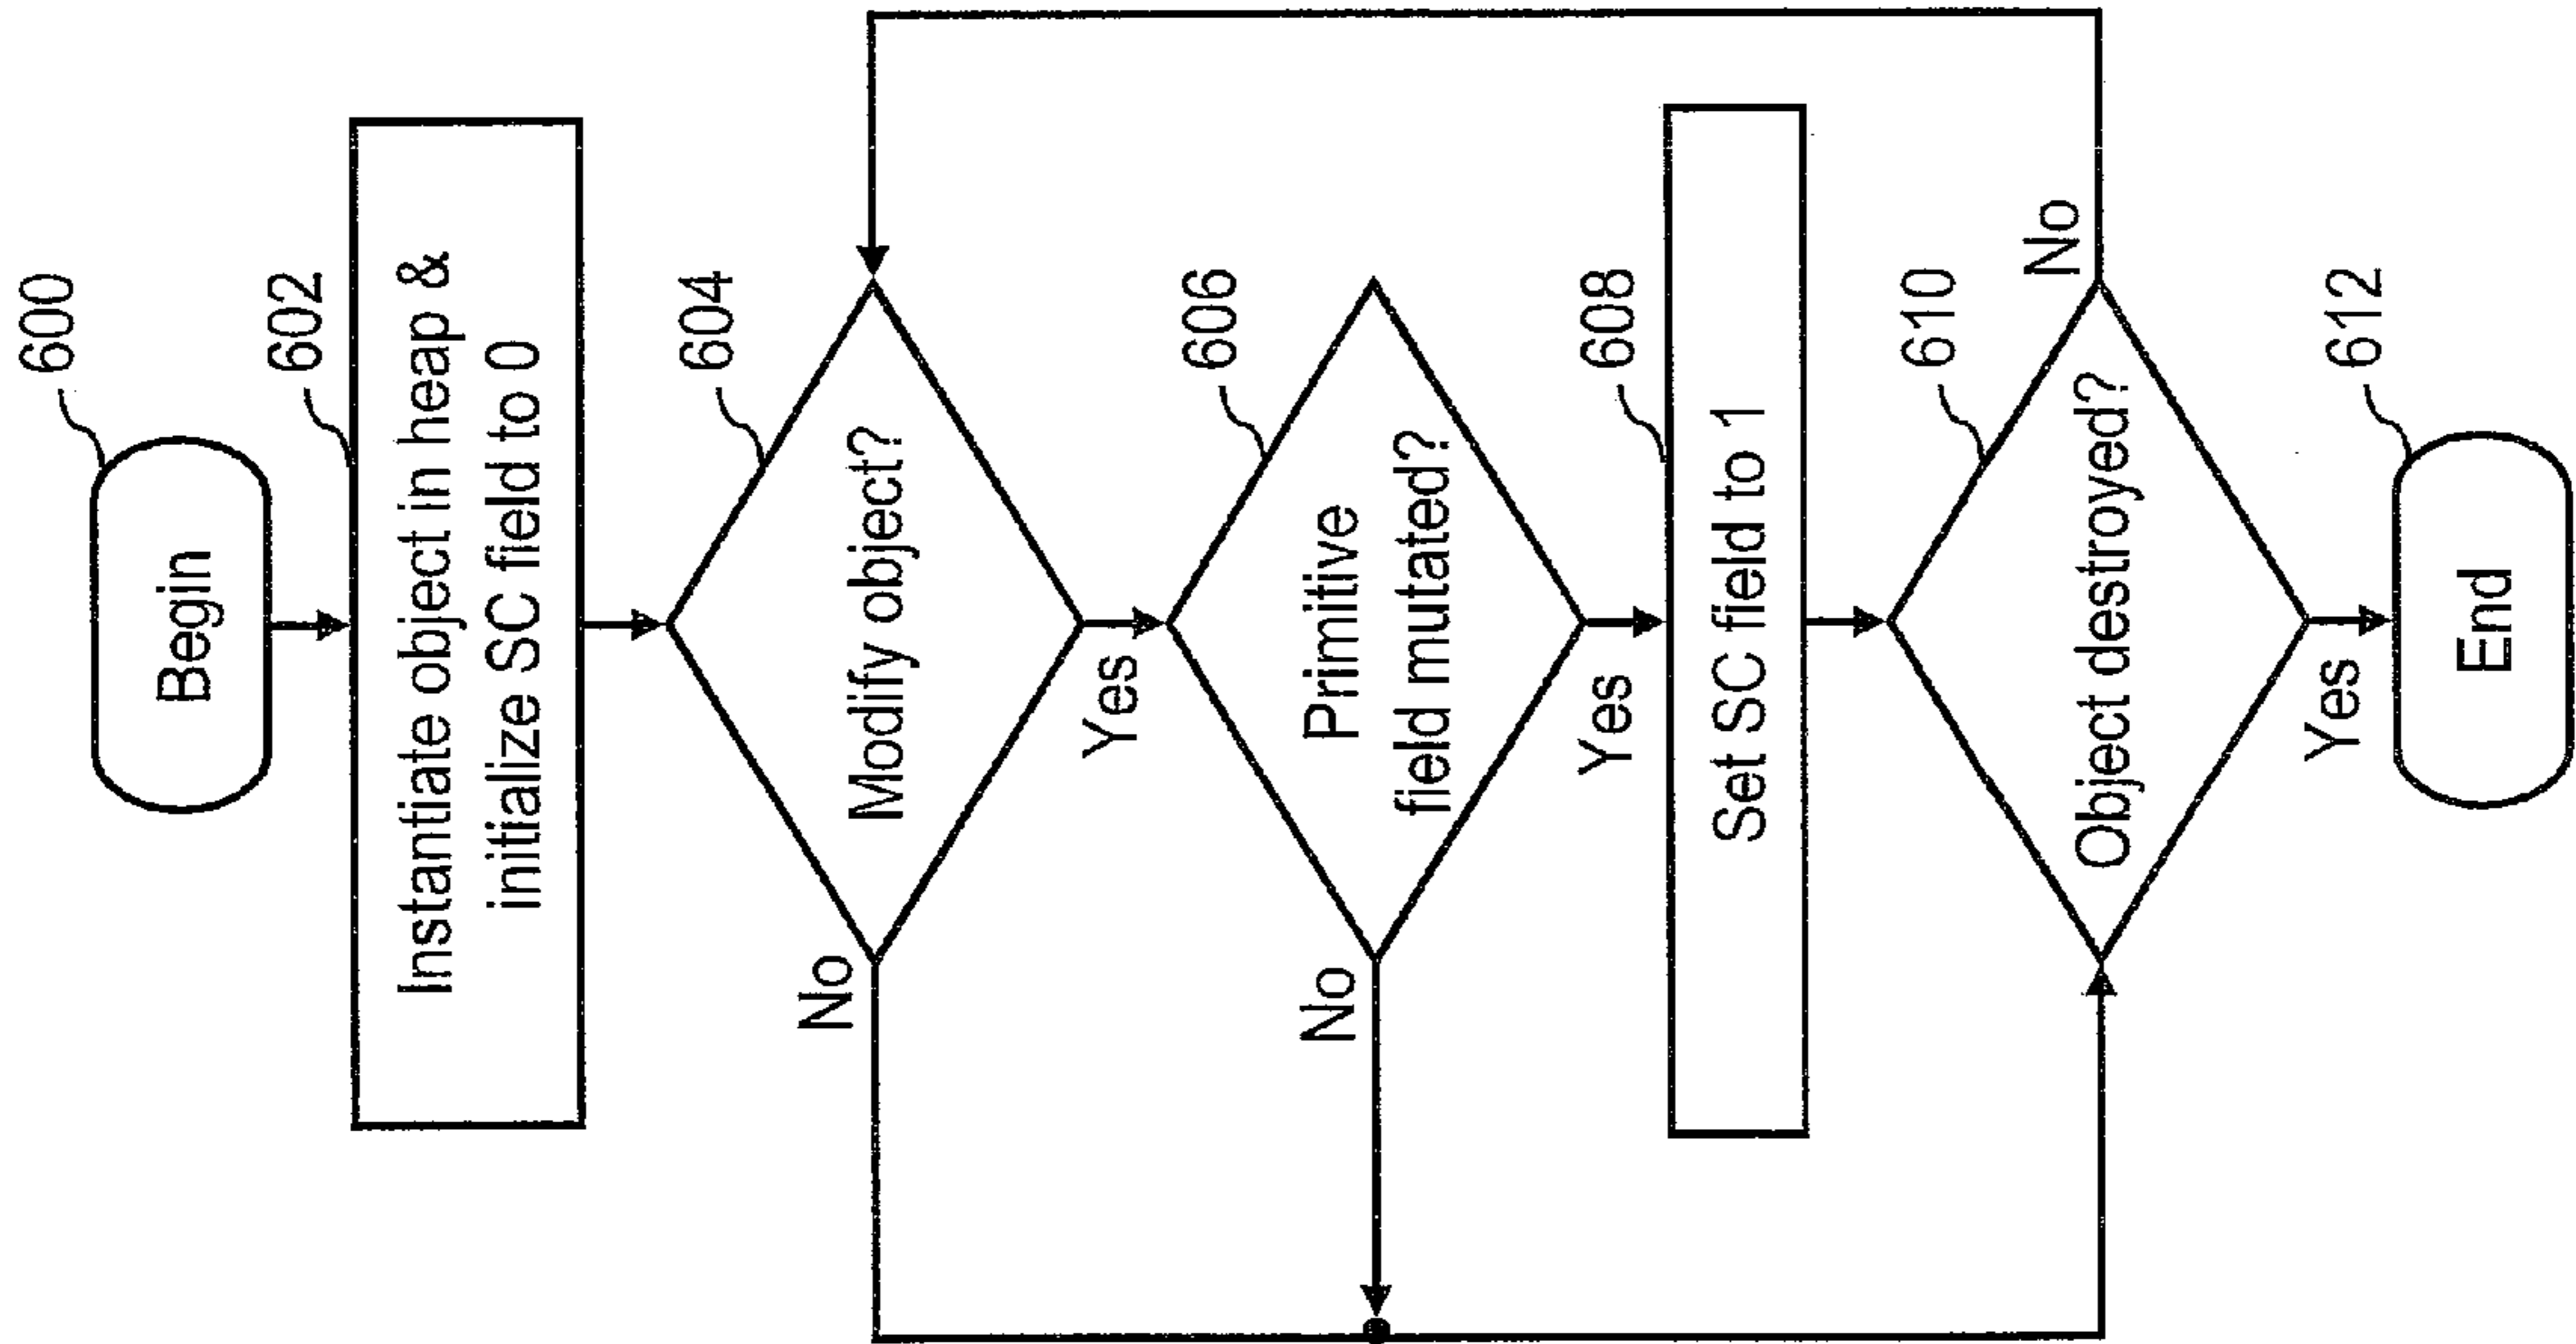 600
Begin
602
Instantiate object in heap &
initialize SC field to 0
604
Modify object?
No
Yes
606
Primitive
field mutated?
No
Yes
608
Set SC field to 1
610
Object destroyed?
No
Yes
612
End